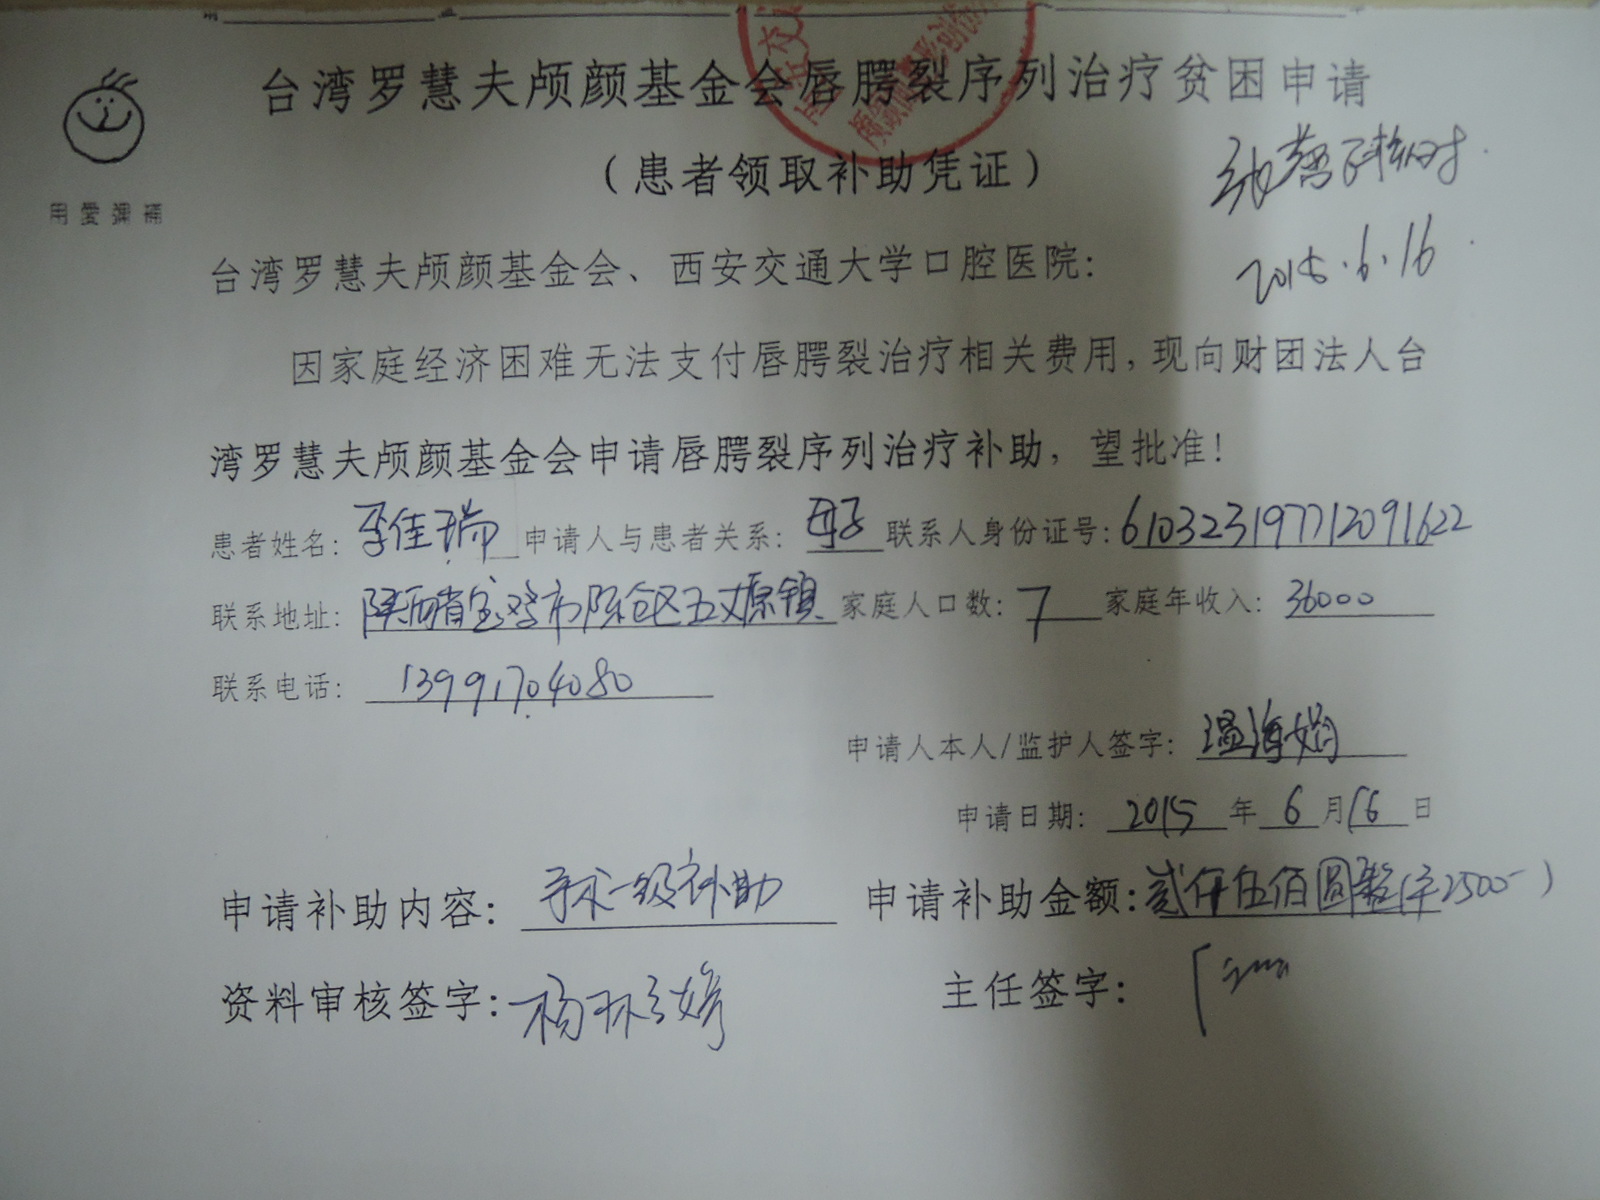 台湾罗慧夫颅颜基金会唇腭裂序列治疗贫困申请
（患者领取补助凭证）
用爱彌補
2015.6.16
台湾罗慧夫颅颜基金会、西安交通大学口腔医院：
因家庭经济困难无法支付唇腭裂治疗相关费用，现向财团法人台
湾罗慧夫颅颜基金会申请唇腭裂序列治疗补助，望批准！
患者姓名：李佳瑞 申请人与患者关系：母子 联系人身份证号：610323197712091622
联系地址：陕西省宝鸡市陈仓区五丈原镇 家庭人口数：7 家庭年收入：36000
联系电话：13991704080
申请人本人/监护人签字：温海娟
申请日期：2015年6月16日
申请补助内容：手术一级补助 申请补助金额：贰仟伍佰圆整(¥2500-)
资料审核签字：杨 主任签字：